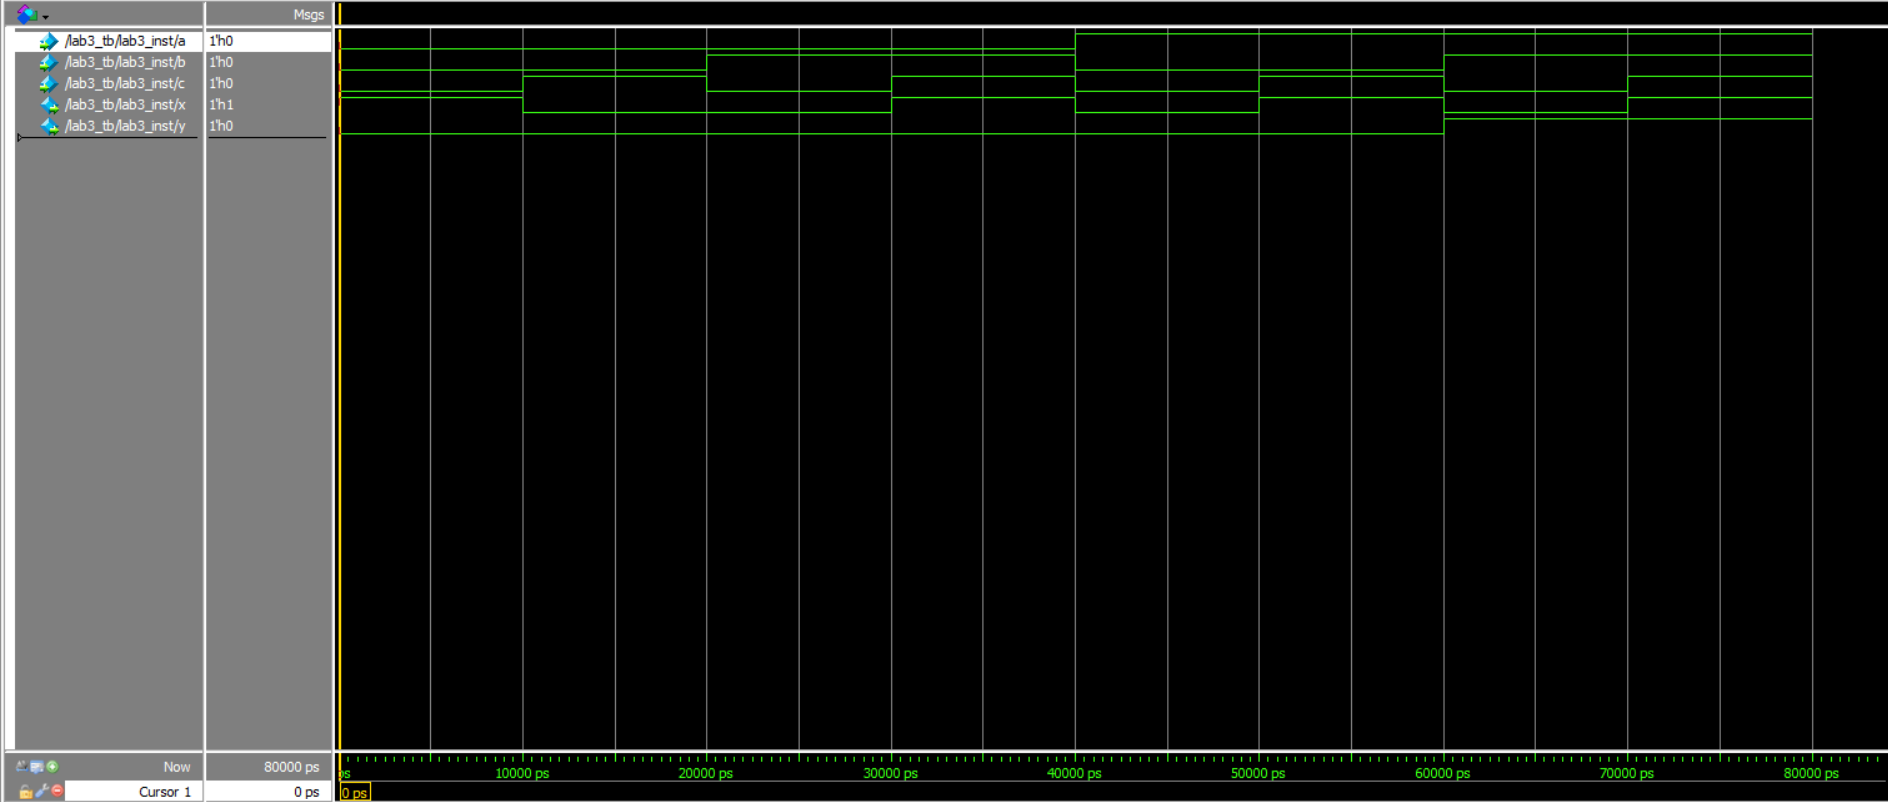 Msgs
/lab3_tb/lab3_inst/a 1'h0
/lab3_tb/lab3_inst/b 1'h0
/lab3_tb/lab3_inst/c 1'h0
/lab3_tb/lab3_inst/x 1'h1
/lab3_tb/lab3_inst/y 1'h0
Now 80000 ps
ps 10000 ps 20000 ps 30000 ps 40000 ps 50000 ps 60000 ps 70000 ps 80000 ps
Cursor 1 0 ps
0 ps